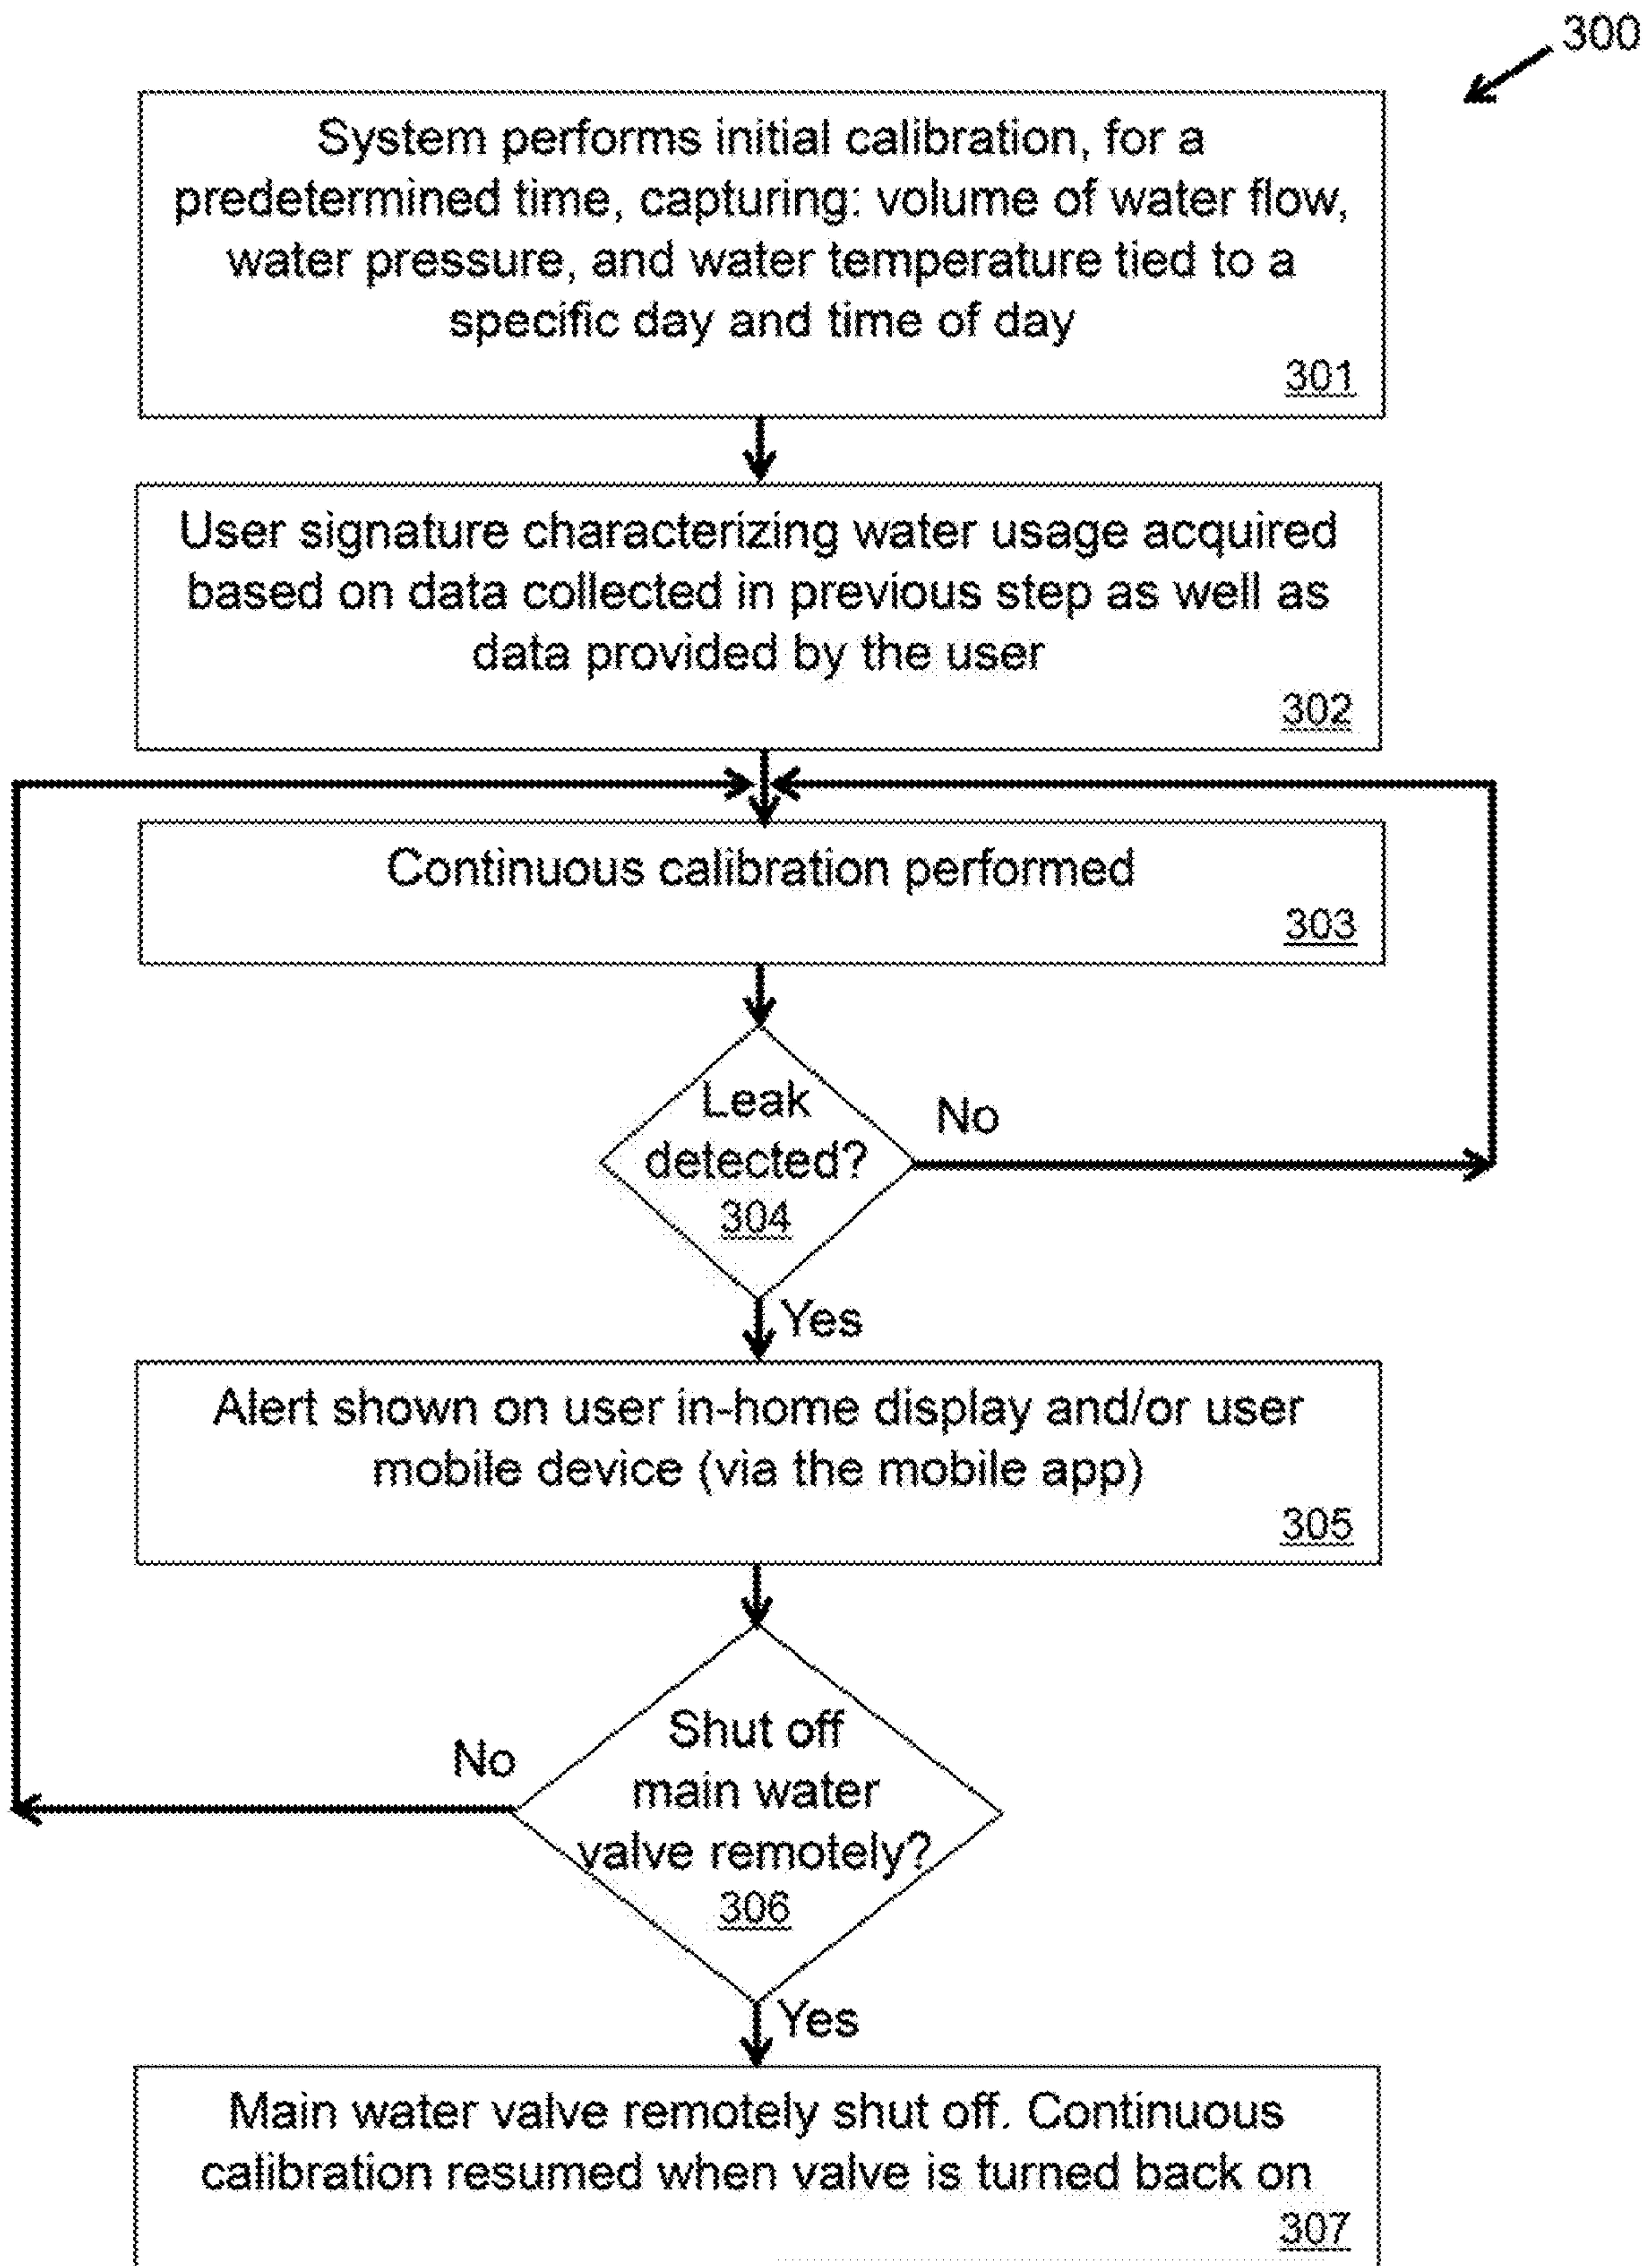 300
System performs initial calibration, for a
predetermined time, capturing: volume of water flow,
water pressure, and water temperature tied to a
specific day and time of day
301
User signature characterizing water usage acquired
based on data collected in previous step as well as
data provided by the user
302
Continuous calibration performed
303
Leak
detected?
304
No
Yes
Alert shown on user in-home display and/or user
mobile device (via the mobile app)
305
Shut off
main water
valve remotely?
306
No
Yes
Main water valve remotely shut off. Continuous
calibration resumed when valve is turned back on
307